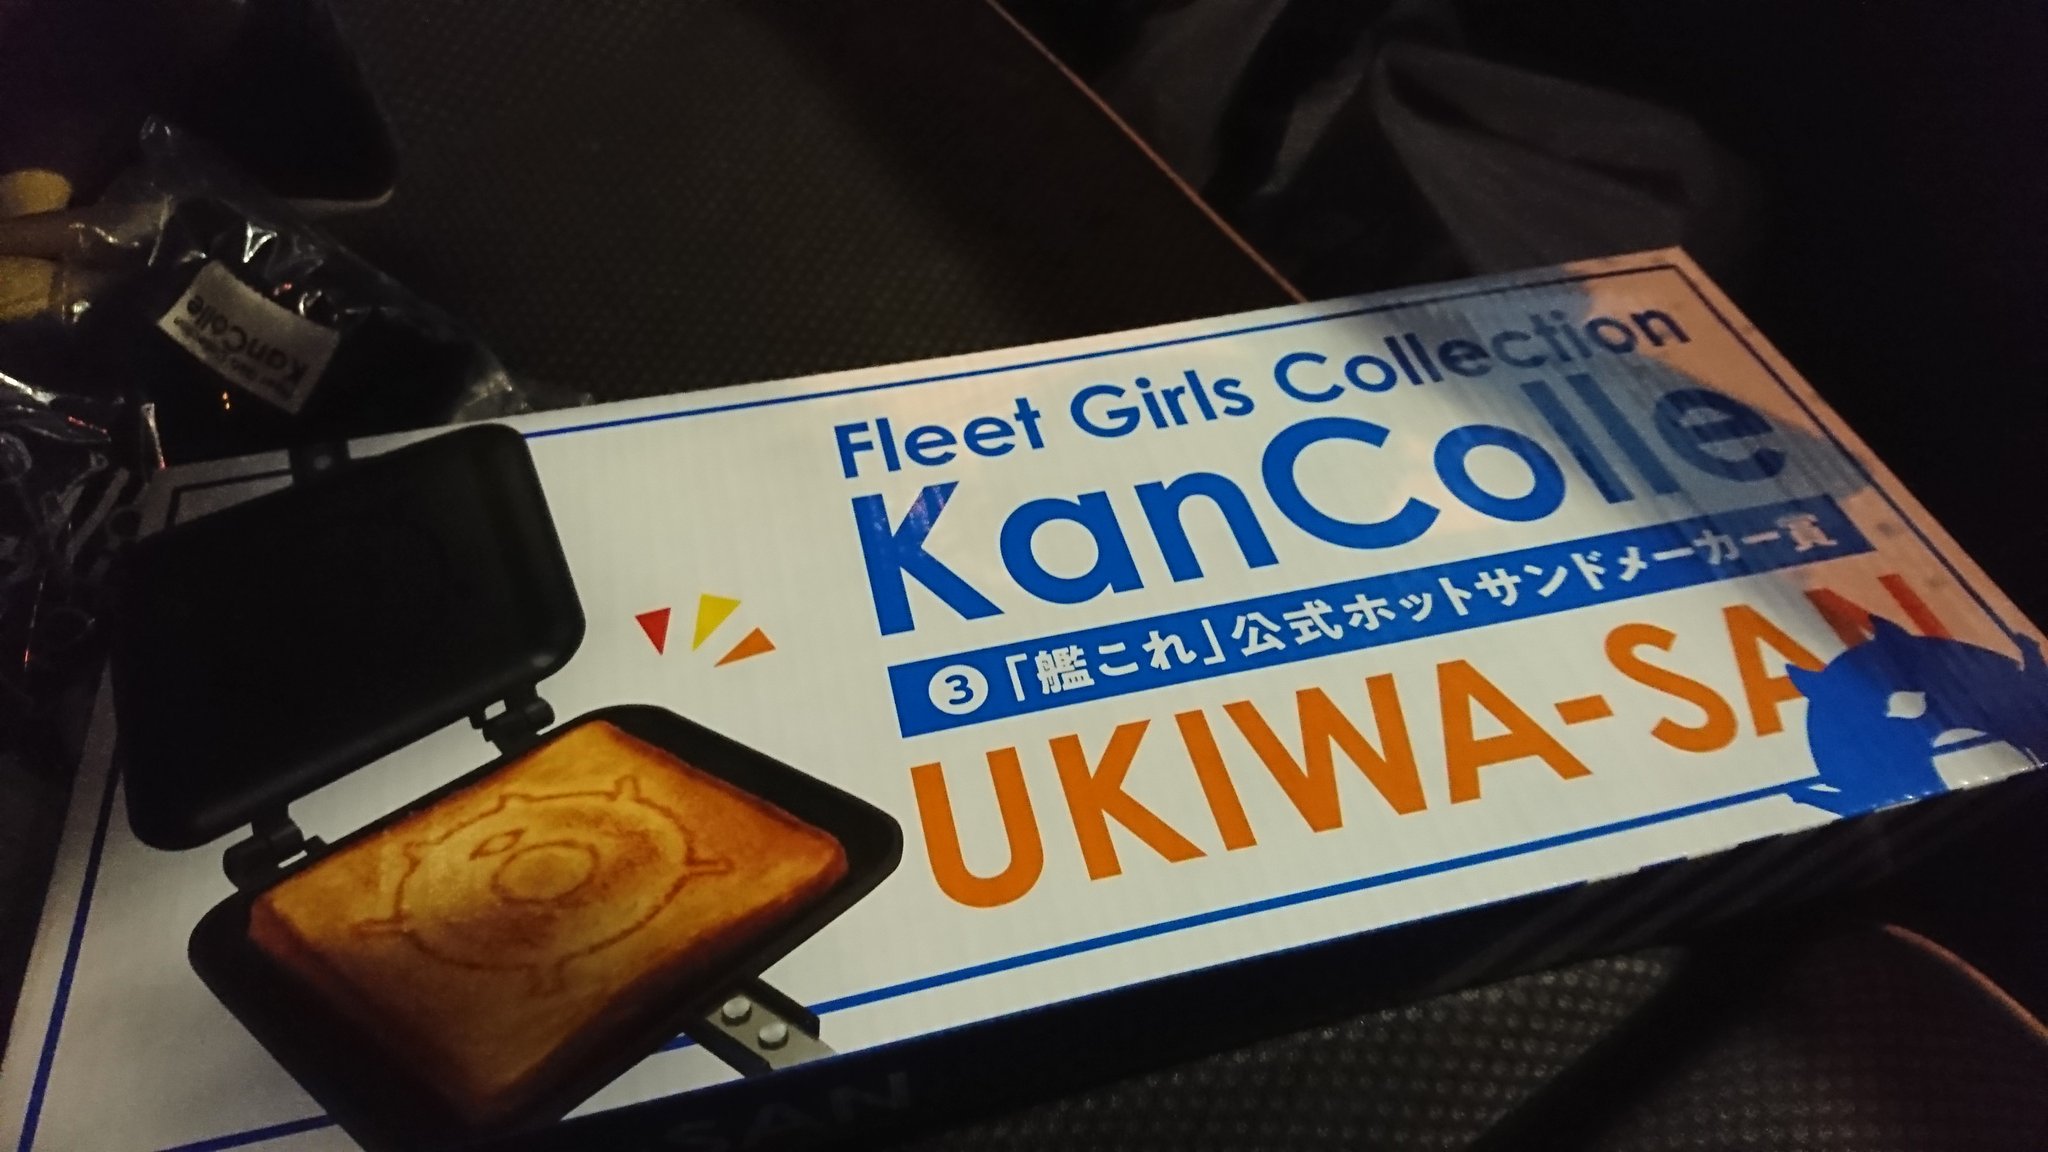 Fleet Girls Collection
KanColle
③「艦これ」公式ホットサンドメーカー賞
UKIWA-SAN
KanColle
SAN